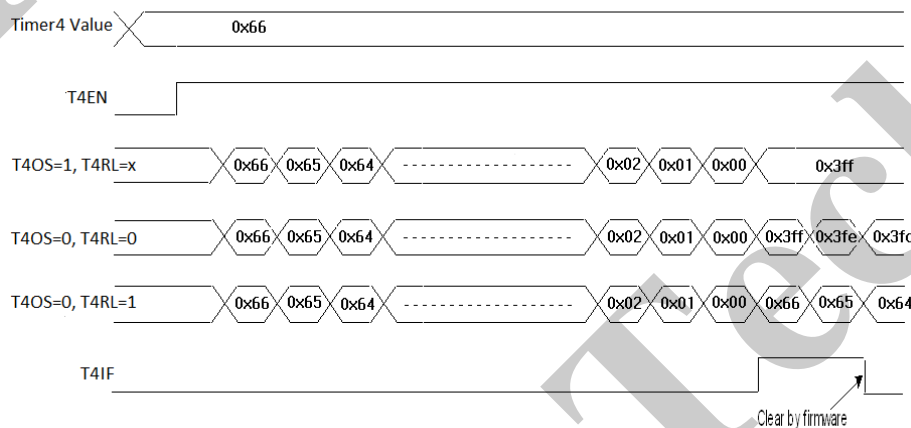 Timer4 Value 0x66
T4EN
T4OS=1, T4RL=x 0x66 0x65 0x64 0x02 0x01 0x00 0x3ff
T4OS=0, T4RL=0 0x66 0x65 0x64 0x02 0x01 0x00 0x3ff 0x3fe 0x3fd
T4OS=0, T4RL=1 0x66 0x65 0x64 0x02 0x01 0x00 0x66 0x65 0x64
T4IF
Clear by firmware
Tech